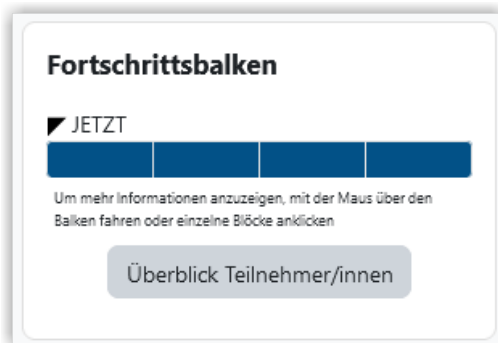 Fortschrittsbalken
JETZT
Um mehr Informationen anzuzeigen, mit der Maus über den
Balken fahren oder einzelne Blöcke anklicken
Überblick Teilnehmer/innen